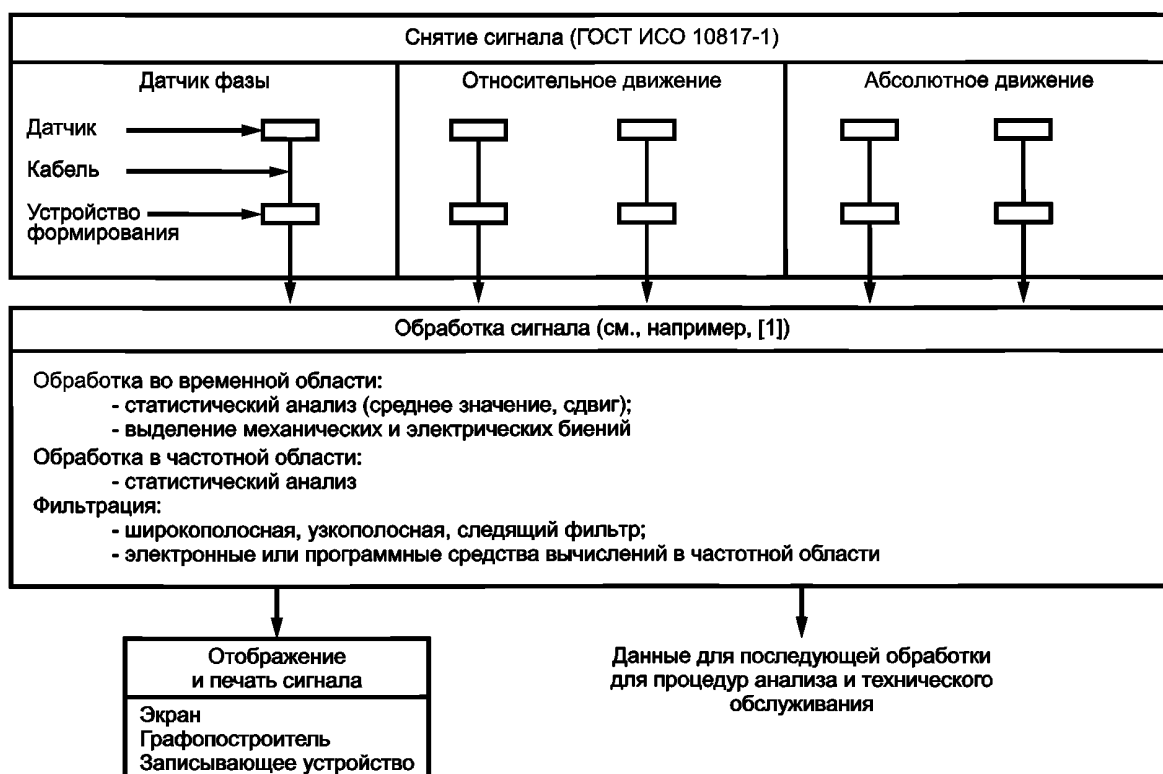 Снятие сигнала (ГОСТ ИСО 10817-1)
Датчик фазы
Относительное движение
Абсолютное движение
Датчик
Кабель
Устройство
формирования
Обработка сигнала (см., например, [1])
Обработка во временной области:
- статистический анализ (среднее значение, сдвиг);
- выделение механических и электрических биений
Обработка в частотной области:
- статистический анализ
Фильтрация:
- широкополосная, узкополосная, следящий фильтр;
- электронные или программные средства вычислений в частотной области
Отображение
и печать сигнала
Экран
Графопостроитель
Записывающее устройство
Данные для последующей обработки
для процедур анализа и технического
обслуживания